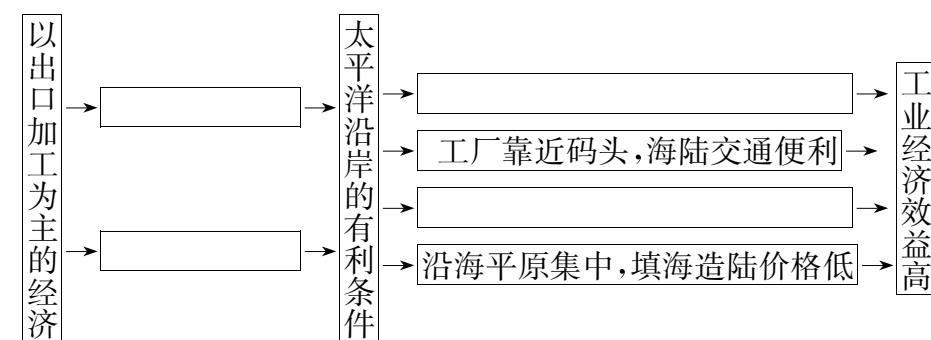 以出口加工为主的经济
太平洋沿岸的有利条件
工厂靠近码头,海陆交通便利
沿海平原集中,填海造陆价格低
工业经济效益高